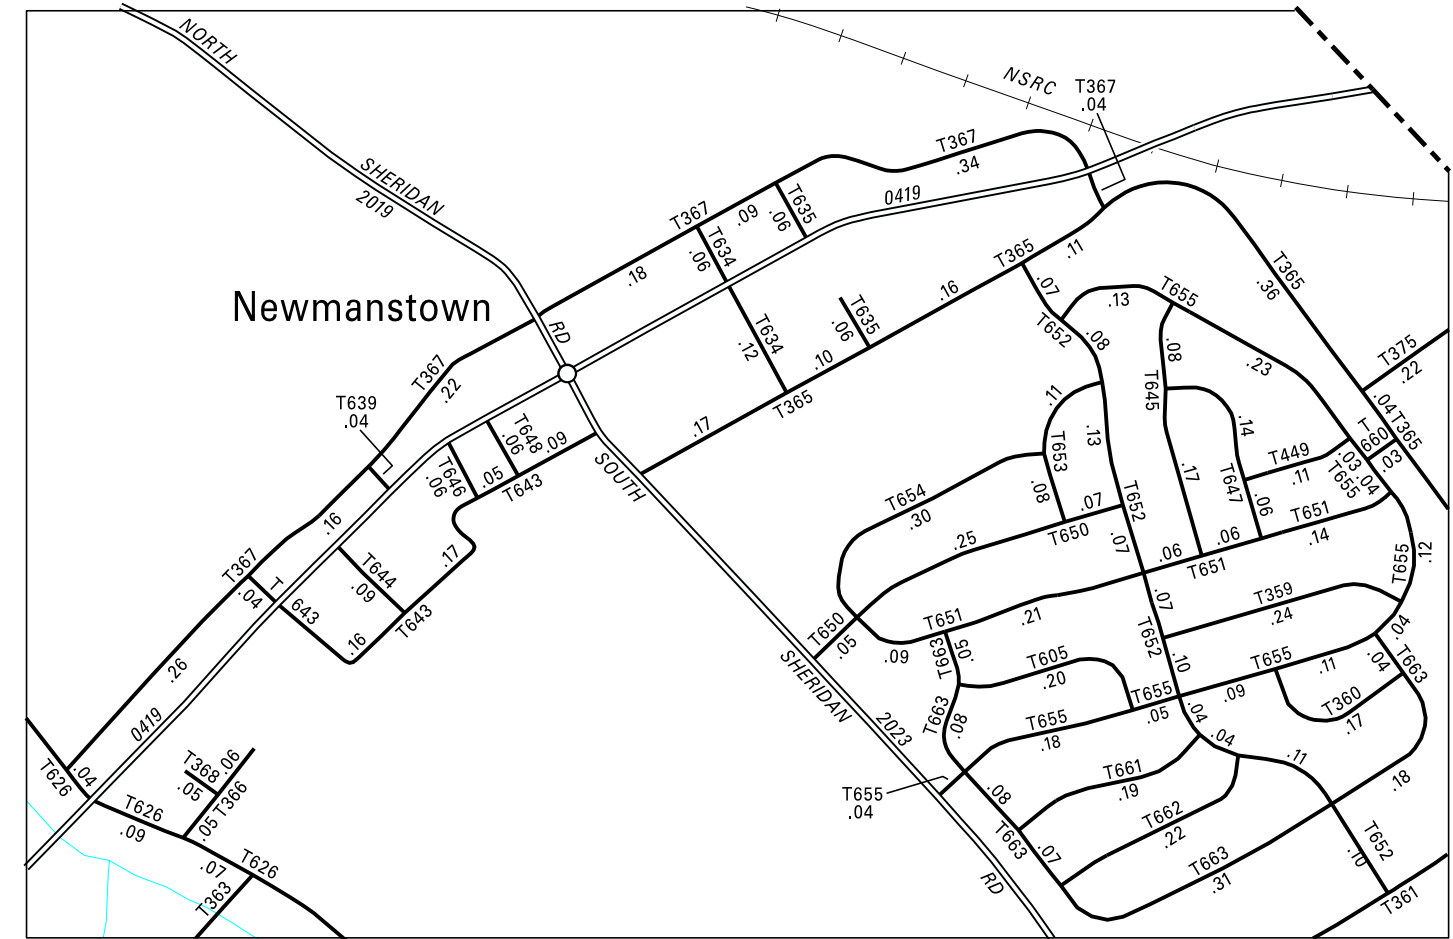 NORTH
SHERIDAN
2019
RD
NSRC
T367
.04
T367
.34
0419
T635
.06
.09
T367
T634
.06
.18
Newmanstown
T365
.11
.16
T635
.06
T634
.12
.10
T365
.17
T365
.36
.07
T652
.13
T655
.08
.08
T645
.23
T375
.22
.04
T365
T
660
.03
T367
.22
T639
.04
T648
.06
.09
T646
.06
.05
T643
SOUTH
.11
.13
T653
.08
.14
T449
.11
.03
.04
T655
T654
.30
.07
T650
T652
.17
T647
.06
T651
.14
.25
.07
.06
.06
T651
T655
.12
.16
T367
T
643
.04
T644
.09
.17
T643
.16
T650
.05
.09
T651
.21
.07
T359
.24
.04
T652
.10
T663
.05
T605
.20
T655
.11
.04
T663
.26
0419
SHERIDAN
2023
T663
.08
T655
.18
T655
.05
.09
T360
.17
.04
.04
.11
T661
.19
.18
T655
.04
.08
T663
.07
T662
.22
T663
.31
T652
.10
T361
RD
T626
.04
T368
.05
.06
T366
.05
T626
.09
.07
T626
T363